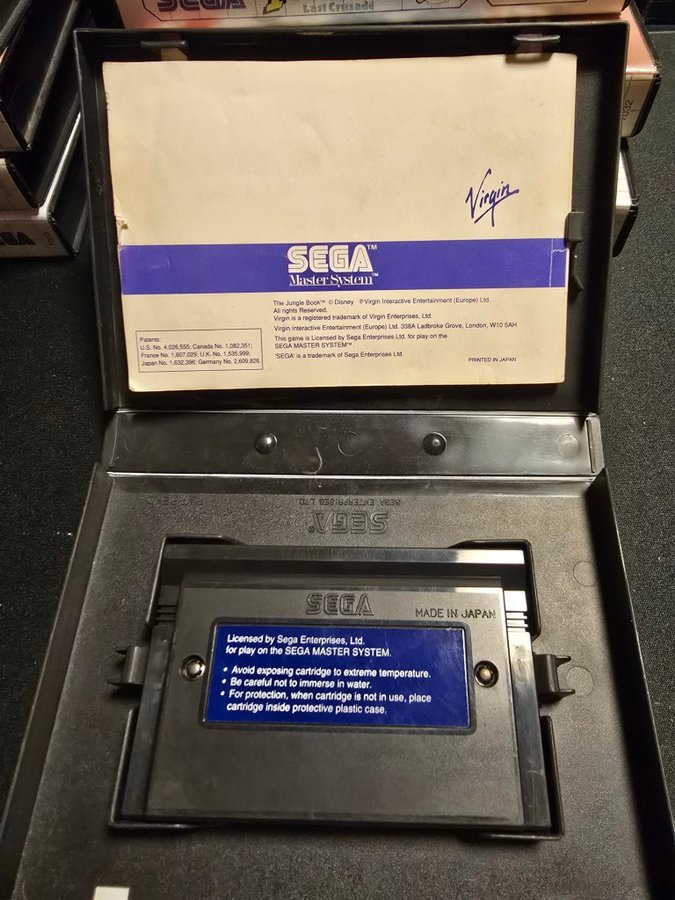 SEGA
Last Crusade
Virgin
SEGA™
Master System™
The Jungle Book™ © Disney ℗Virgin Interactive Entertainment (Europe) Ltd.
All rights Reserved.
Virgin is a registered trademark of Virgin Enterprises, Ltd.
Virgin Interactive Entertainment (Europe) Ltd. 338A Ladbroke Grove, London, W10 5AH
This game is Licensed by Sega Enterprises Ltd. for play on the
SEGA MASTER SYSTEM™
'SEGA' is a trademark of Sega Enterprises Ltd.
PRINTED IN JAPAN
Patents:
U.S. No. 4,026,555; Canada No. 1,082,351;
France No. 1,607,029; U.K. No. 1,535,999;
Japan No. 1,632,396; Germany No. 2,609,826.
SEGA ENTERPRISES LTD.
SEGA®
SEGA
MADE IN JAPAN
Licensed by Sega Enterprises, Ltd.
for play on the SEGA MASTER SYSTEM.
• Avoid exposing cartridge to extreme temperature.
• Be careful not to immerse in water.
• For protection, when cartridge is not in use, place
cartridge inside protective plastic case.